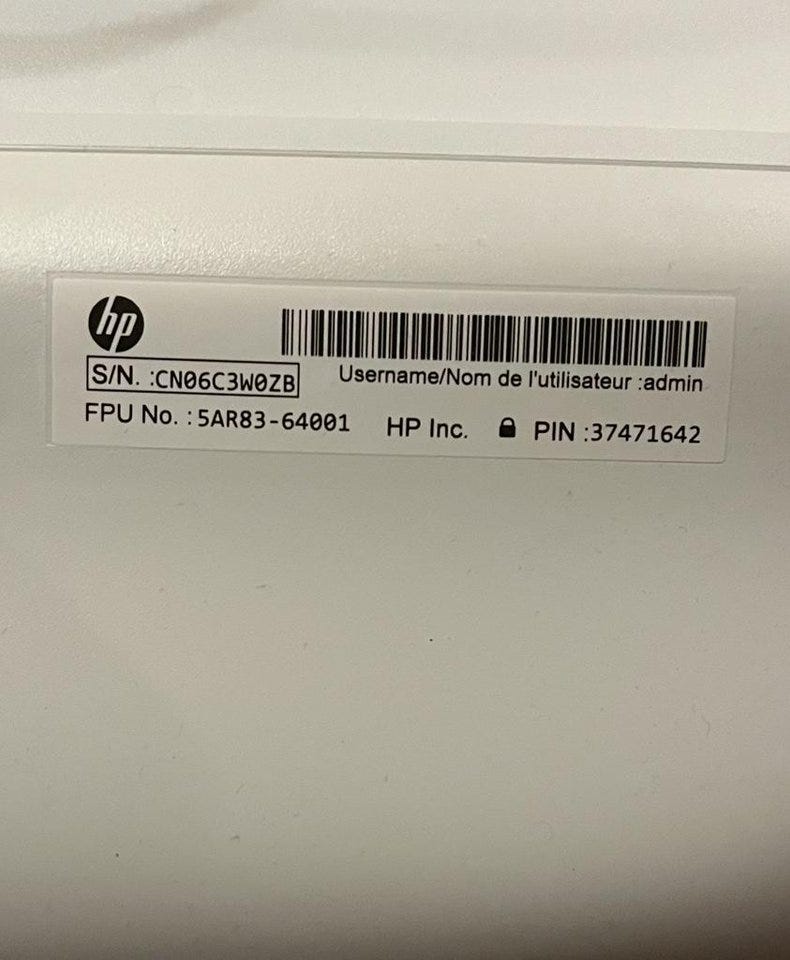 hp
S/N. :CN06C3W0ZB
Username/Nom de l'utilisateur :admin
FPU No. : 5AR83-64001 HP Inc. PIN :37471642